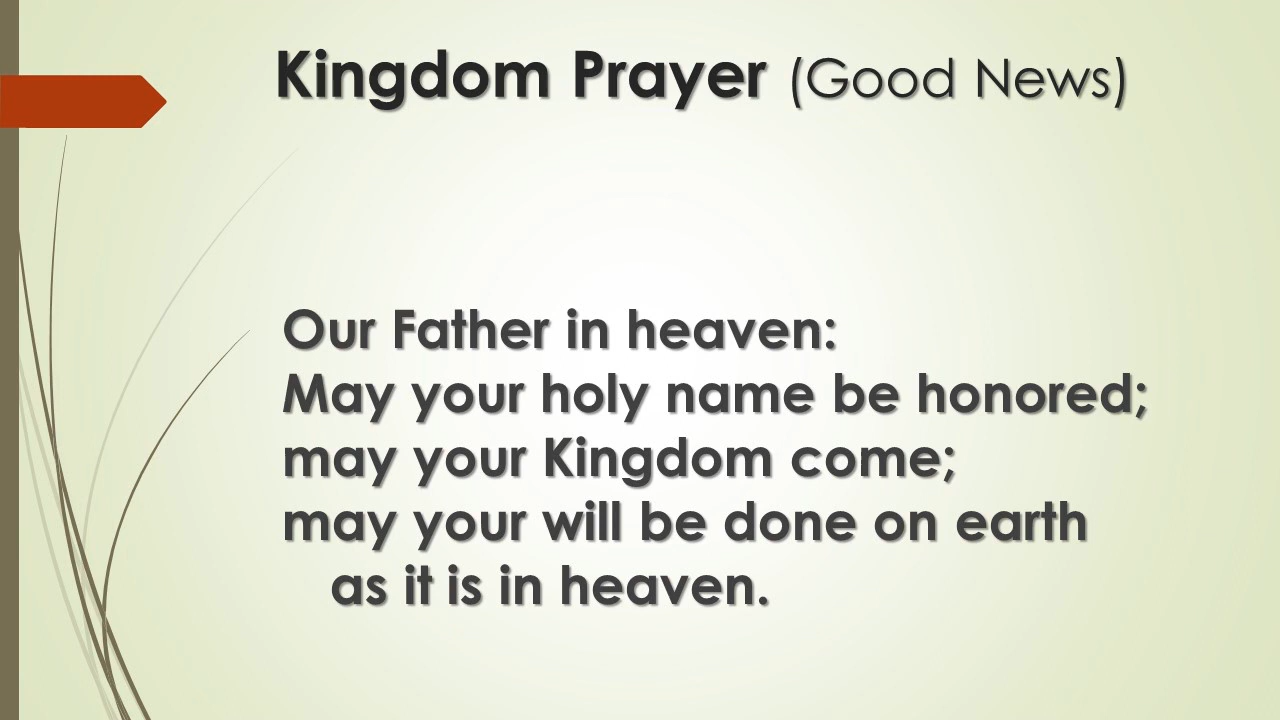 Kingdom Prayer (Good News)
Our Father in heaven:
May your holy name be honored;
may your Kingdom come;
may your will be done on earth
as it is in heaven.